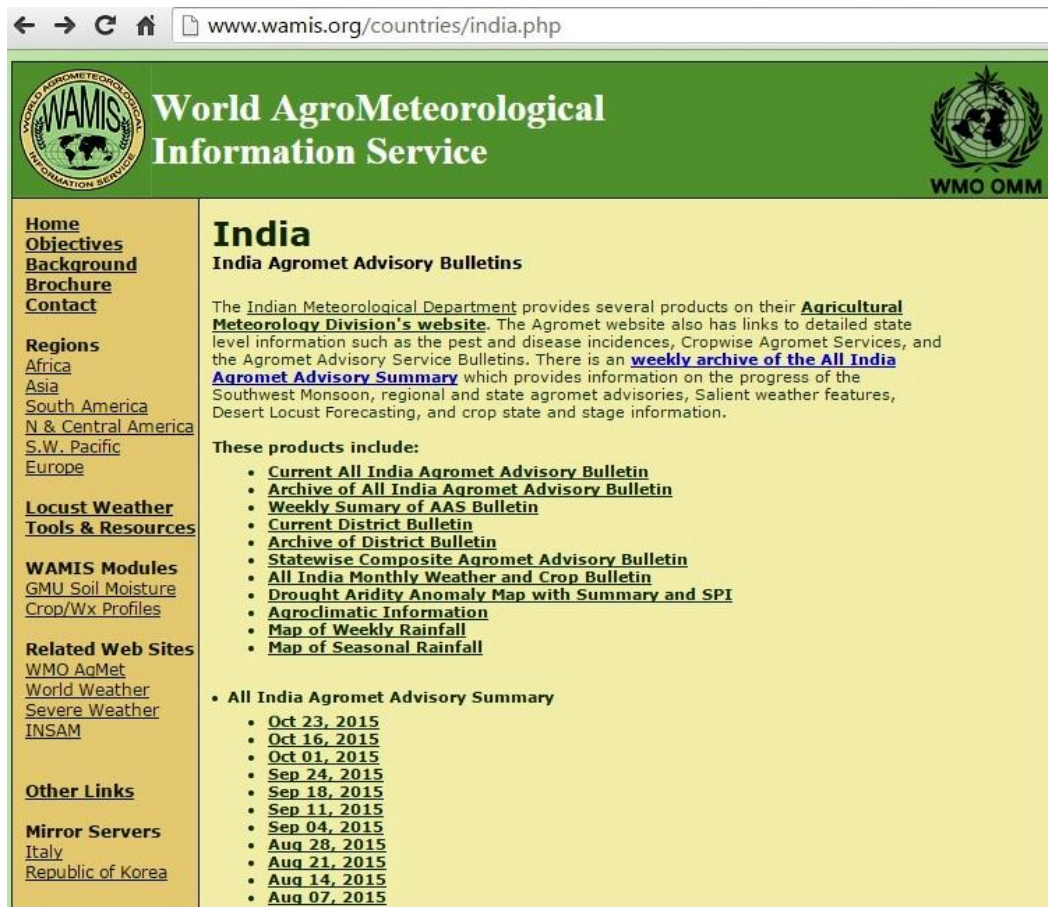 www.wamis.org/countries/india.php
WORLD AGROMETEOROLOGICAL
WAMIS
INFORMATION SERVICE
World AgroMeteorological
Information Service
WMO OMM
Home
Objectives
Background
Brochure
Contact
Regions
Africa
Asia
South America
N & Central America
S.W. Pacific
Europe
Locust Weather
Tools & Resources
WAMIS Modules
GMU Soil Moisture
Crop/Wx Profiles
Related Web Sites
WMO AgMet
World Weather
Severe Weather
INSAM
Other Links
Mirror Servers
Italy
Republic of Korea
India
India Agromet Advisory Bulletins
The Indian Meteorological Department provides several products on their Agricultural
Meteorology Division's website. The Agromet website also has links to detailed state
level information such as the pest and disease incidences, Cropwise Agromet Services, and
the Agromet Advisory Service Bulletins. There is an weekly archive of the All India
Agromet Advisory Summary which provides information on the progress of the
Southwest Monsoon, regional and state agromet advisories, Salient weather features,
Desert Locust Forecasting, and crop state and stage information.
These products include:
• Current All India Agromet Advisory Bulletin
• Archive of All India Agromet Advisory Bulletin
• Weekly Sumary of AAS Bulletin
• Current District Bulletin
• Archive of District Bulletin
• Statewise Composite Agromet Advisory Bulletin
• All India Monthly Weather and Crop Bulletin
• Drought Aridity Anomaly Map with Summary and SPI
• Agroclimatic Information
• Map of Weekly Rainfall
• Map of Seasonal Rainfall
• All India Agromet Advisory Summary
• Oct 23, 2015
• Oct 16, 2015
• Oct 01, 2015
• Sep 24, 2015
• Sep 18, 2015
• Sep 11, 2015
• Sep 04, 2015
• Aug 28, 2015
• Aug 21, 2015
• Aug 14, 2015
• Aug 07, 2015